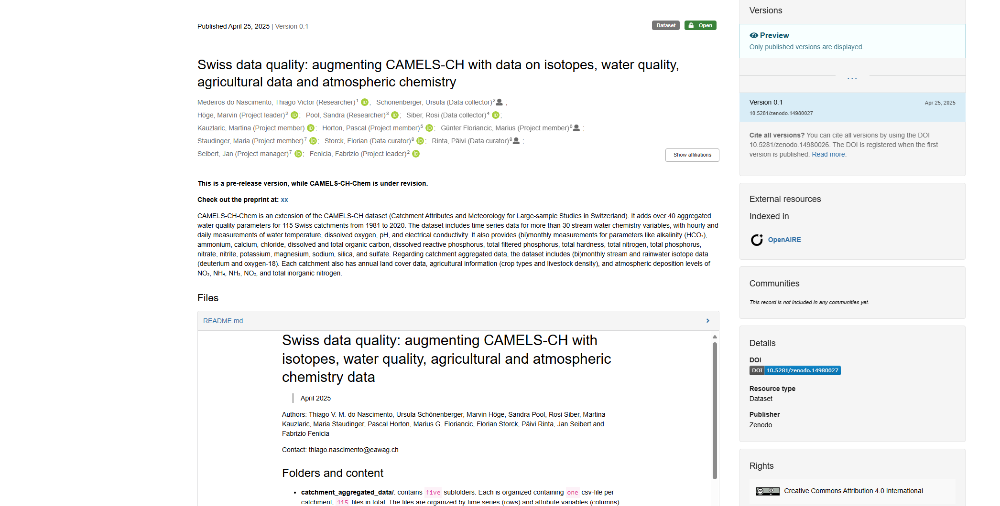 Published April 25, 2025 | Version 0.1
Dataset
Open
Swiss data quality: augmenting CAMELS-CH with data on isotopes, water quality,
agricultural data and atmospheric chemistry
Medeiros do Nascimento, Thiago Victor (Researcher)1 iD; Schönenberger, Ursula (Data collector)2 ;
Höge, Marvin (Project leader)2 iD; Pool, Sandra (Researcher)3 iD; Siber, Rosi (Data collector)4 iD;
Kauzlaric, Martina (Project member) iD; Horton, Pascal (Project member)5 iD; Günter Floriancic, Marius (Project member)6 ;
Staudinger, Maria (Project member)7 iD; Storck, Florian (Data curator)8 iD; Rinta, Päivi (Data curator)8 ;
Seibert, Jan (Project manager)7 iD; Fenicia, Fabrizio (Project leader)2 iD
Show affiliations
This is a pre-release version, while CAMELS-CH-Chem is under revision.
Check out the preprint at: xx
CAMELS-CH-Chem is an extension of the CAMELS-CH dataset (Catchment Attributes and Meteorology for Large-sample Studies in Switzerland). It adds over 40 aggregated
water quality parameters for 115 Swiss catchments from 1981 to 2020. The dataset includes time series data for more than 30 stream water chemistry variables, with hourly and
daily measurements of water temperature, dissolved oxygen, pH, and electrical conductivity. It also provides (bi)monthly measurements for parameters like alkalinity (HCO₃),
ammonium, calcium, chloride, dissolved and total organic carbon, dissolved reactive phosphorus, total filtered phosphorus, total hardness, total nitrogen, total phosphorus,
nitrate, nitrite, potassium, magnesium, sodium, silica, and sulfate. Regarding catchment aggregated data, the dataset includes (bi)monthly stream and rainwater isotope data
(deuterium and oxygen-18). Each catchment also has annual land cover data, agricultural information (crop types and livestock density), and atmospheric deposition levels of
NO₃, NH₄, NH₃, NO₂, and total inorganic nitrogen.
Files
README.md
Swiss data quality: augmenting CAMELS-CH with
isotopes, water quality, agricultural and atmospheric
chemistry data
April 2025
Authors: Thiago V. M. do Nascimento, Ursula Schönenberger, Marvin Höge, Sandra Pool, Rosi Siber, Martina
Kauzlaric, Maria Staudinger, Pascal Horton, Marius G. Floriancic, Florian Storck, Päivi Rinta, Jan Seibert and
Fabrizio Fenicia
Contact: thiago.nascimento@eawag.ch
Folders and content
• catchment_aggregated_data/: contains five subfolders. Each is organized containing one csv-file per
catchment, 115 files in total. The files are organized by time series (rows) and attribute variables (columns)
Versions
Preview
Only published versions are displayed.
...
Version 0.1
Apr 25, 2025
10.5281/zenodo.14980027
Cite all versions? You can cite all versions by using the DOI
10.5281/zenodo.14980026. The DOI is registered when the first
version is published. Read more.
External resources
Indexed in
OpenAIRE
Communities
This record is not included in any communities yet.
Details
DOI
DOI 10.5281/zenodo.14980027
Resource type
Dataset
Publisher
Zenodo
Rights
cc BY Creative Commons Attribution 4.0 International